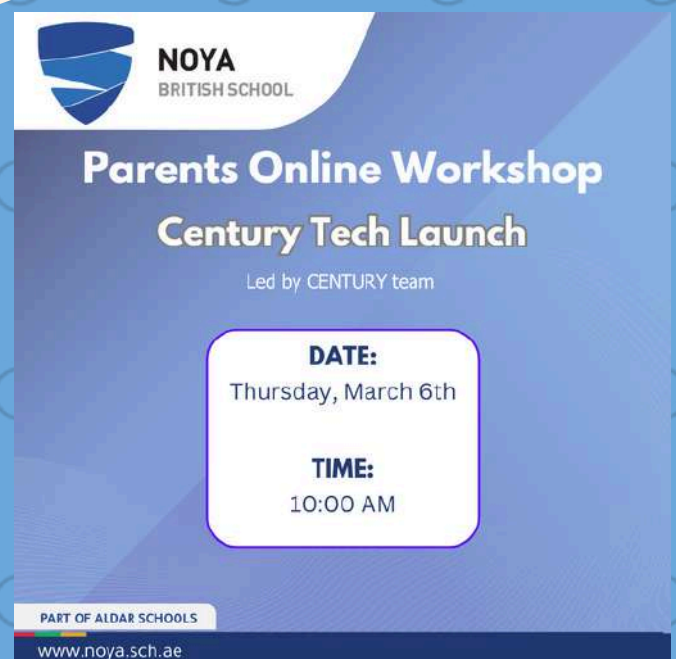 NOYA
BRITISH SCHOOL
Parents Online Workshop
Century Tech Launch
Led by CENTURY team
DATE:
Thursday, March 6th
TIME:
10:00 AM
PART OF ALDAR SCHOOLS
www.noya.sch.ae